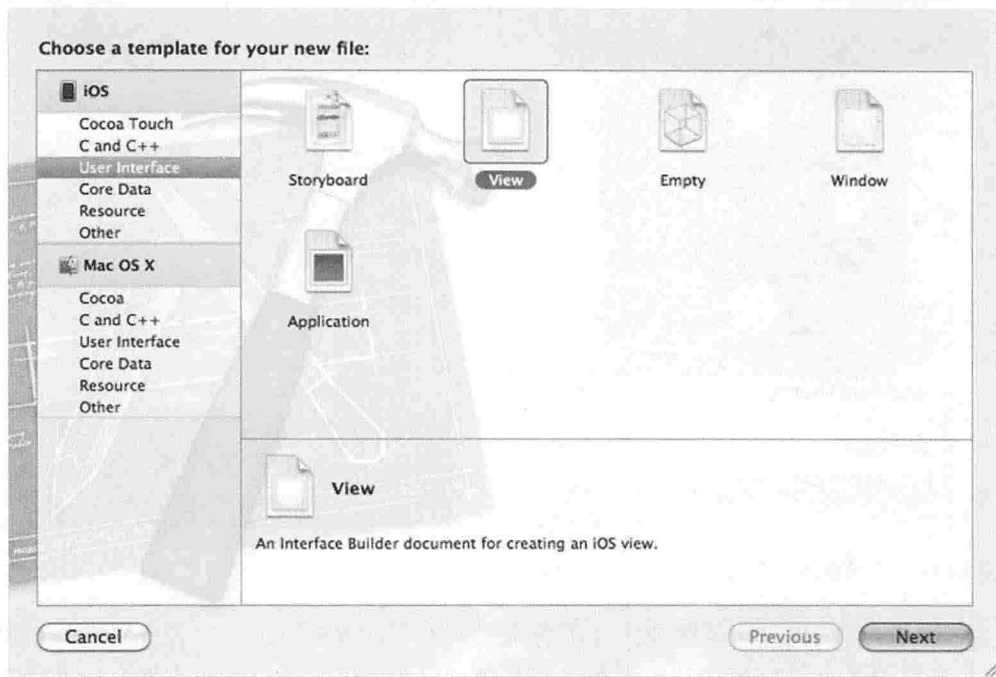 Choose a template for your new file:
iOS
Cocoa Touch
C and C++
User Interface
Core Data
Resource
Other
Mac OS X
Cocoa
C and C++
User Interface
Core Data
Resource
Other
Storyboard
View
Empty
Window
Application
View
An Interface Builder document for creating an iOS view.
Cancel
Previous
Next